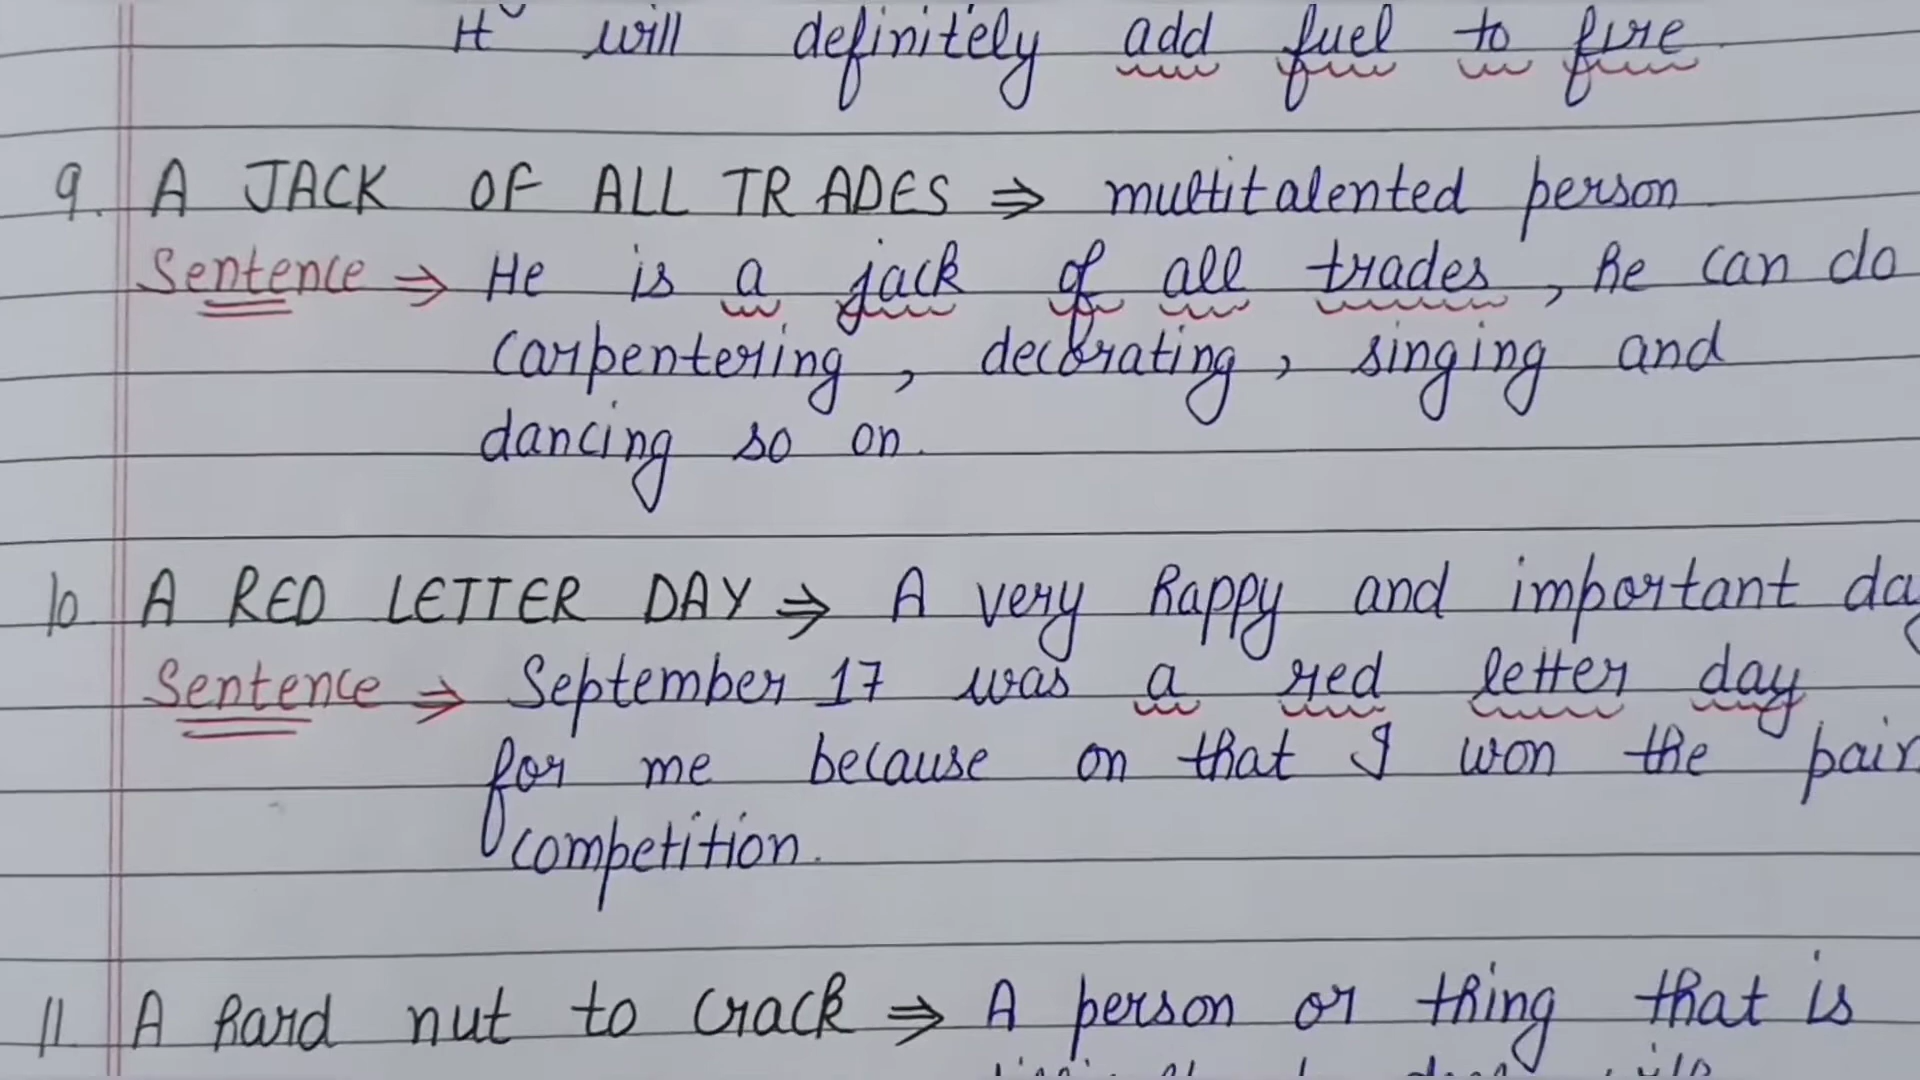 It will definitely add fuel to fire
9. A JACK OF ALL TRADES ⇒ multitalented person
Sentence ⇒ He is a jack of all trades, he can do
carpentering, decorating, singing and
dancing so on.
10 A RED LETTER DAY ⇒ A very happy and important da
Sentence ⇒ September 17 was a red letter day
for me because on that I won the pain
competition.
11. A hard nut to crack ⇒ A person or thing that is